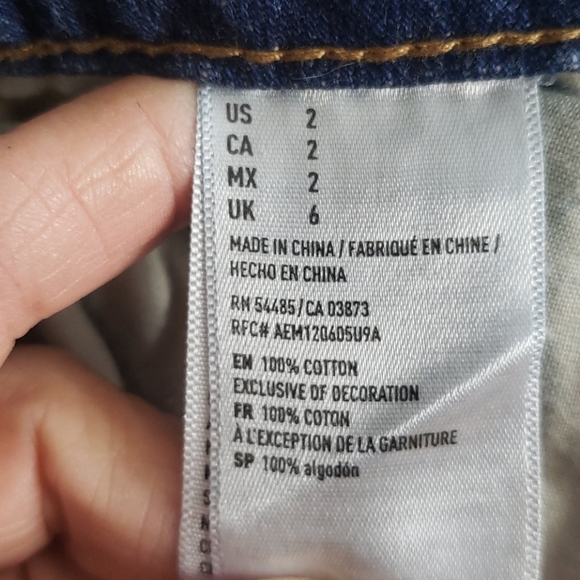 US 2
CA 2
MX 2
UK 6
MADE IN CHINA / FABRIQUÉ EN CHINE /
HECHO EN CHINA
RN 54485/CA 03873
RFC# AEM120605U9A
EN 100% COTTON
EXCLUSIVE OF DECORATION
FR 100% COTON
À L'EXCEPTION DE LA GARNITURE
SP 100% algodón